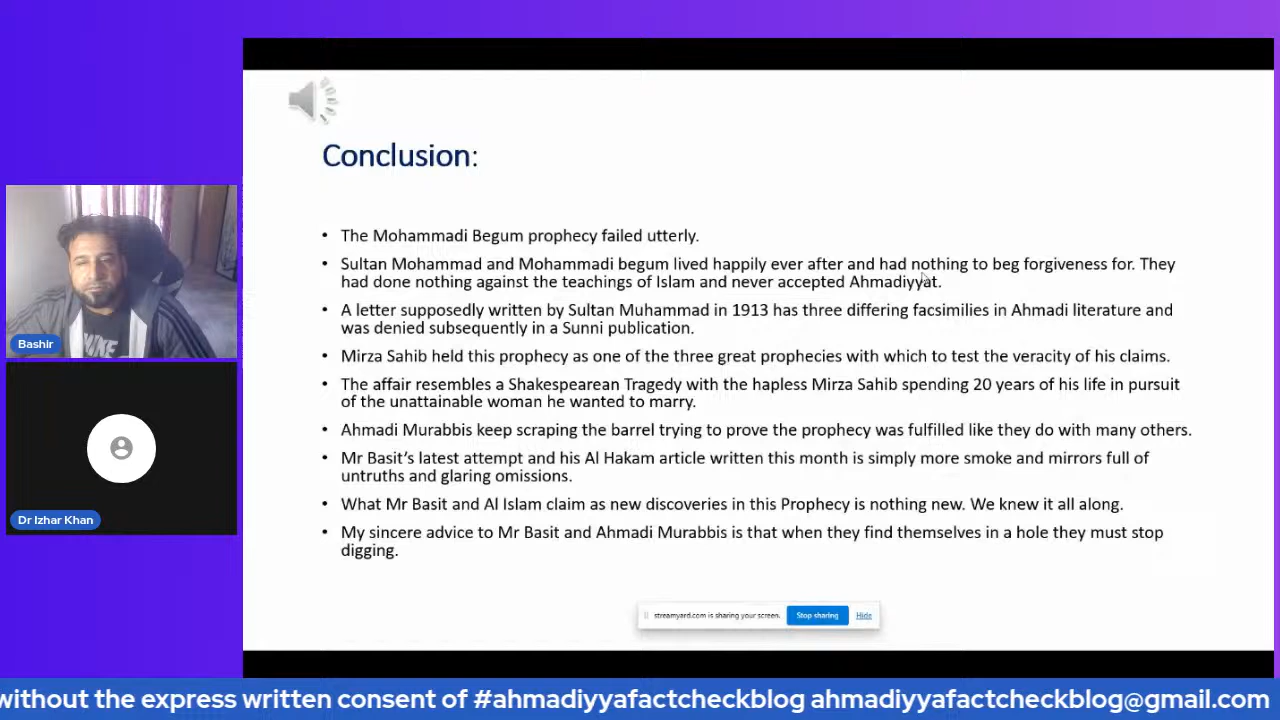 Conclusion:
• The Mohammadi Begum prophecy failed utterly.
• Sultan Mohammad and Mohammadi begum lived happily ever after and had nothing to beg forgiveness for. They
had done nothing against the teachings of Islam and never accepted Ahmadiyyat.
• A letter supposedly written by Sultan Muhammad in 1913 has three differing facsimilies in Ahmadi literature and
was denied subsequently in a Sunni publication.
• Mirza Sahib held this prophecy as one of the three great prophecies with which to test the veracity of his claims.
• The affair resembles a Shakespearean Tragedy with the hapless Mirza Sahib spending 20 years of his life in pursuit
of the unattainable woman he wanted to marry.
• Ahmadi Murabbis keep scraping the barrel trying to prove the prophecy was fulfilled like they do with many others.
• Mr Basit's latest attempt and his Al Hakam article written this month is simply more smoke and mirrors full of
untruths and glaring omissions.
• What Mr Basit and Al Islam claim as new discoveries in this Prophecy is nothing new. We knew it all along.
• My sincere advice to Mr Basit and Ahmadi Murabbis is that when they find themselves in a hole they must stop
digging.
Bashir
Dr Izhar Khan
streamyard.com is sharing your screen. Stop sharing Hide
without the express written consent of #ahmadiyyafactcheckblog ahmadiyyafactcheckblog@gmail.com